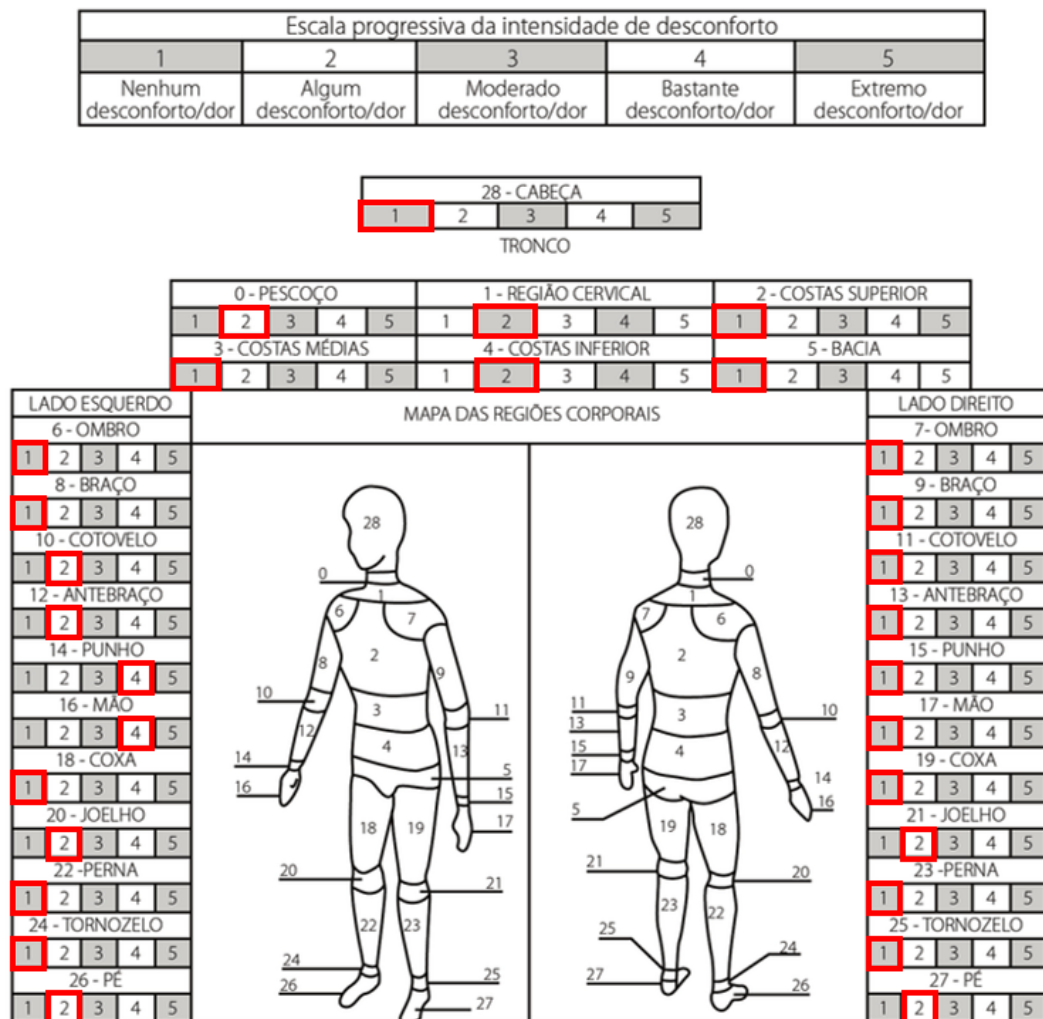 Escala progressiva da intensidade de desconforto
1 2 3 4 5
Nenhum desconforto/dor Algum desconforto/dor Moderado desconforto/dor Bastante desconforto/dor Extremo desconforto/dor
28 - CABEÇA
1 2 3 4 5
TRONCO
0 - PESCOÇO 1 - REGIÃO CERVICAL 2 - COSTAS SUPERIOR
1 2 3 4 5 1 2 3 4 5 1 2 3 4 5
3 - COSTAS MÉDIAS 4 - COSTAS INFERIOR 5 - BACIA
1 2 3 4 5 1 2 3 4 5 1 2 3 4 5
LADO ESQUERDO
6 - OMBRO
1 2 3 4 5
8 - BRAÇO
1 2 3 4 5
10 - COTOVELO
1 2 3 4 5
12 - ANTEBRAÇO
1 2 3 4 5
14 - PUNHO
1 2 3 4 5
16 - MÃO
1 2 3 4 5
18 - COXA
1 2 3 4 5
20 - JOELHO
1 2 3 4 5
22 -PERNA
1 2 3 4 5
24 - TORNOZELO
1 2 3 4 5
26 - PÉ
1 2 3 4 5
MAPA DAS REGIÕES CORPORAIS
28
0
1
6 7
2
8 9
10
3
11
12
4
13
14
5
16
15
17
18 19
20
21
22 23
24
25
26
27
28
0
1
7 6
2
9 8
11
3
10
13
12
15
4
17
14
16
5
19 18
21
20
23
22
25
24
27
26
LADO DIREITO
7- OMBRO
1 2 3 4 5
9 - BRAÇO
1 2 3 4 5
11 - COTOVELO
1 2 3 4 5
13 - ANTEBRAÇO
1 2 3 4 5
15 - PUNHO
1 2 3 4 5
17 - MÃO
1 2 3 4 5
19 - COXA
1 2 3 4 5
21 - JOELHO
1 2 3 4 5
23 -PERNA
1 2 3 4 5
25 - TORNOZELO
1 2 3 4 5
27 - PÉ
1 2 3 4 5